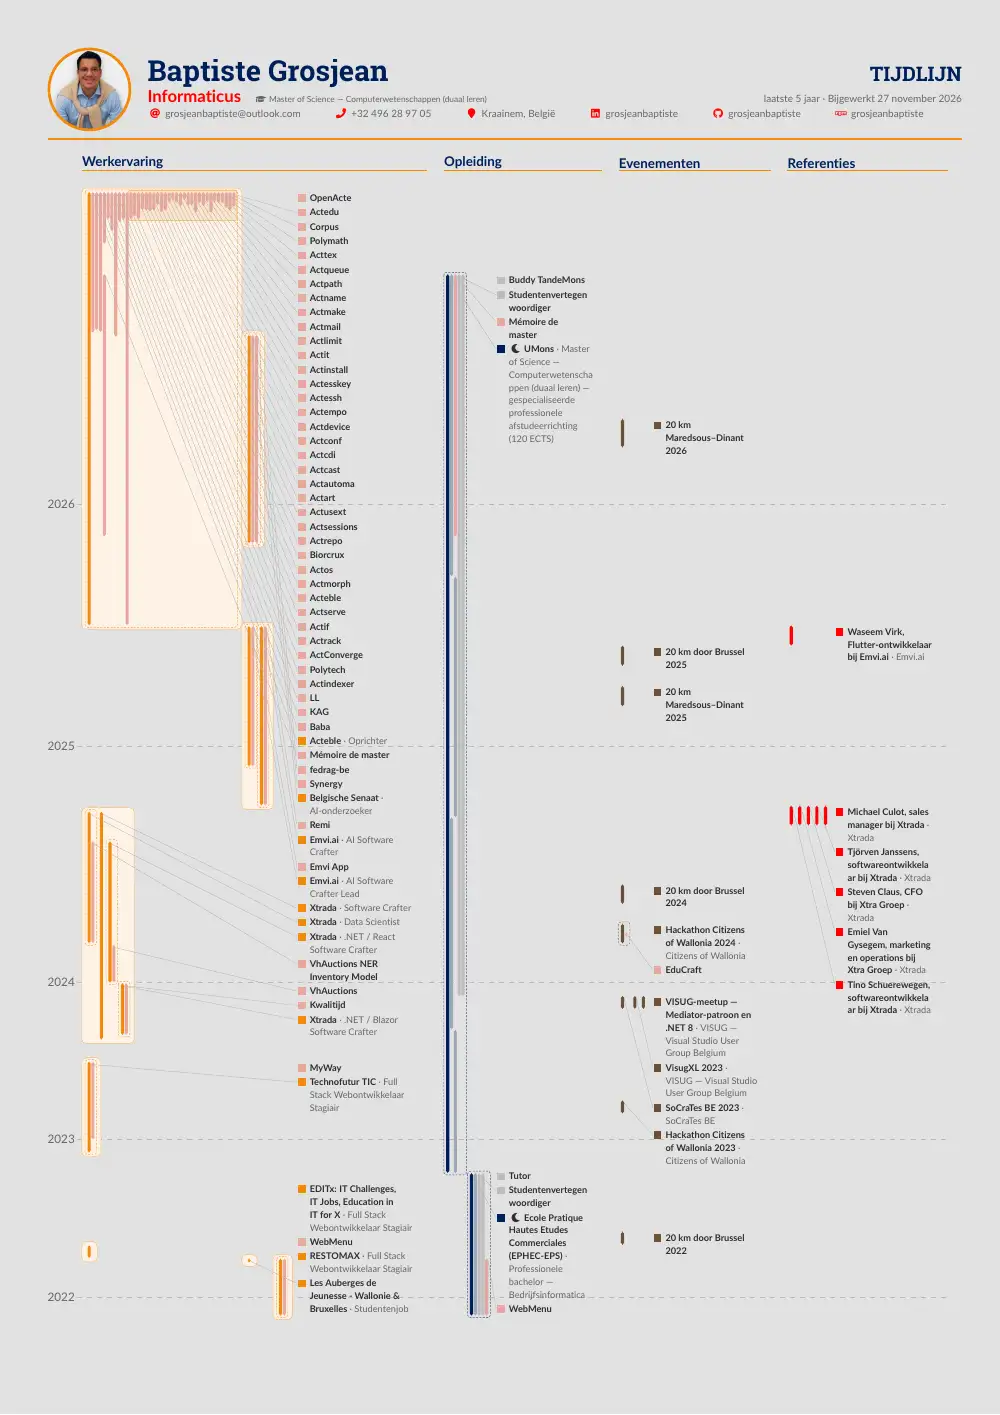 Baptiste Grosjean
TIJDLIJN
Informaticus
Master of Science — Computerwetenschappen (duaal leren)
laatste 5 jaar · Bijgewerkt 27 november 2026
grosjeanbaptiste@outlook.com
+32 496 28 97 05
Kraainem, België
grosjeanbaptiste
grosjeanbaptiste
grosjeanbaptiste
Werkervaring
OpenActe
Actedu
Corpus
Polymath
Acttex
Actqueue
Actpath
Actname
Actmake
Actmail
Actlimit
Actit
Actinstall
Actesskey
Actessh
Actempo
Actdevice
Actconf
Actcdi
Actcast
Actautoma
Actart
Actusext
Actsessions
Actrepo
Biorcrux
Actos
Actmorph
Acteble
Actserve
Actif
Actrack
ActConverge
Polytech
Actindexer
LL
KAG
Baba
Acteble · Oprichter
Mémoire de master
fedrag-be
Synergy
Belgische Senaat ·
AI-onderzoeker
Remi
Emvi.ai · AI Software
Crafter
Emvi App
Emvi.ai · AI Software
Crafter Lead
Xtrada · Software Crafter
Xtrada · Data Scientist
Xtrada · .NET / React
Software Crafter
VhAuctions NER
Inventory Model
VhAuctions
Kwalitijd
Xtrada · .NET / Blazor
Software Crafter
MyWay
Technofutur TIC · Full
Stack Webontwikkelaar
Stagiair
EDITx: IT Challenges,
IT Jobs, Education in
IT for X · Full Stack
Webontwikkelaar Stagiair
WebMenu
RESTOMAX · Full Stack
Webontwikkelaar Stagiair
Les Auberges de
Jeunesse - Wallonie &
Bruxelles · Studentenjob
2026
2025
2024
2023
2022
Opleiding
Buddy TandeMons
Studentenvertegen
woordiger
Mémoire de
master
UMons · Master
of Science —
Computerwetenscha
ppen (duaal leren) —
gespecialiseerde
professionele
afstudeerrichting
(120 ECTS)
Tutor
Studentenvertegen
woordiger
Ecole Pratique
Hautes Etudes
Commerciales
(EPHEC-EPS) ·
Professionele
bachelor —
Bedrijfsinformatica
WebMenu
Evenementen
20 km
Maredsous–Dinant
2026
20 km door Brussel
2025
20 km
Maredsous–Dinant
2025
20 km door Brussel
2024
Hackathon Citizens
of Wallonia 2024 ·
Citizens of Wallonia
EduCraft
VISUG-meetup —
Mediator-patroon en
.NET 8 · VISUG —
Visual Studio User
Group Belgium
VisugXL 2023 ·
VISUG — Visual Studio
User Group Belgium
SoCraTes BE 2023 ·
SoCraTes BE
Hackathon Citizens
of Wallonia 2023 ·
Citizens of Wallonia
20 km door Brussel
2022
Referenties
Waseem Virk,
Flutter-ontwikkelaar
bij Emvi.ai · Emvi.ai
Michael Culot, sales
manager bij Xtrada ·
Xtrada
Tjörven Janssens,
softwareontwikkela
ar bij Xtrada · Xtrada
Steven Claus, CFO
bij Xtra Groep ·
Xtrada
Emiel Van
Gysegem, marketing
en operations bij
Xtra Groep · Xtrada
Tino Schuerewegen,
softwareontwikkela
ar bij Xtrada · Xtrada